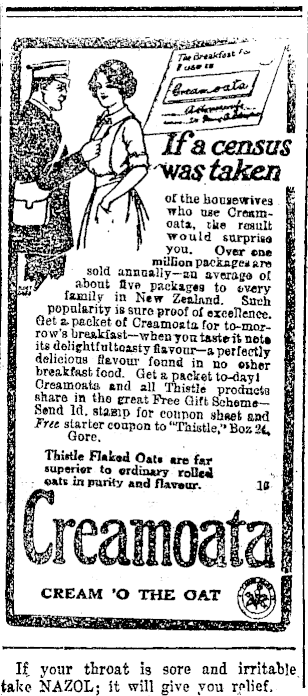 The Breakfast Fo
I use is
Creamoata
If a census
was taken
of the housewives
who use Cream-
oata, the result
would surprise
you. Over one
million packages are
sold annually—an average of
about five packages to every
family in New Zealand. Such
popularity is sure proof of excellence.
Get a packet of Creamoata for to-mor-
row's breakfast—when you taste it note
its delightful toasty flavour—a perfectly
delicious flavour found in no other
breakfast food. Get a packet to-day!
Creamoata and all Thistle products
share in the great Free Gift Scheme—
Send 1d. stamp for coupon sheet and
Free starter coupon to "Thistle," Box 24,
Gore.
Thistle Flaked Oats are far
superior to ordinary rolled
oats in purity and flavour.
16
Creamoata
CREAM 'O THE OAT
If your throat is sore and irritable
take NAZOL; it will give you relief.